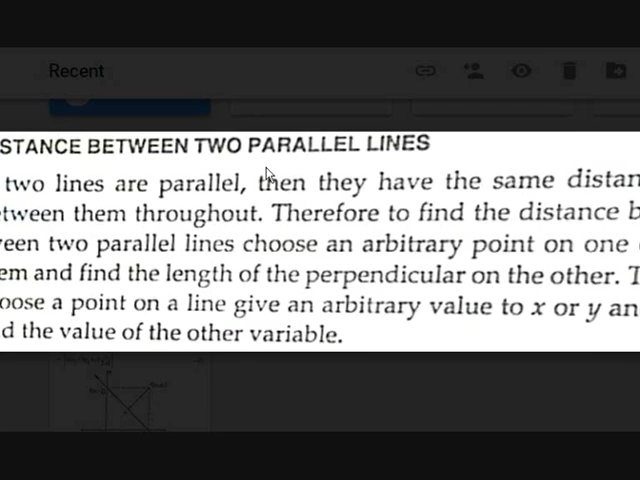 Recent
STANCE BETWEEN TWO PARALLEL LINES
two lines are parallel, then they have the same distan
tween them throughout. Therefore to find the distance b
een two parallel lines choose an arbitrary point on one
em and find the length of the perpendicular on the other. T
oose a point on a line give an arbitrary value to x or y an
d the value of the other variable.